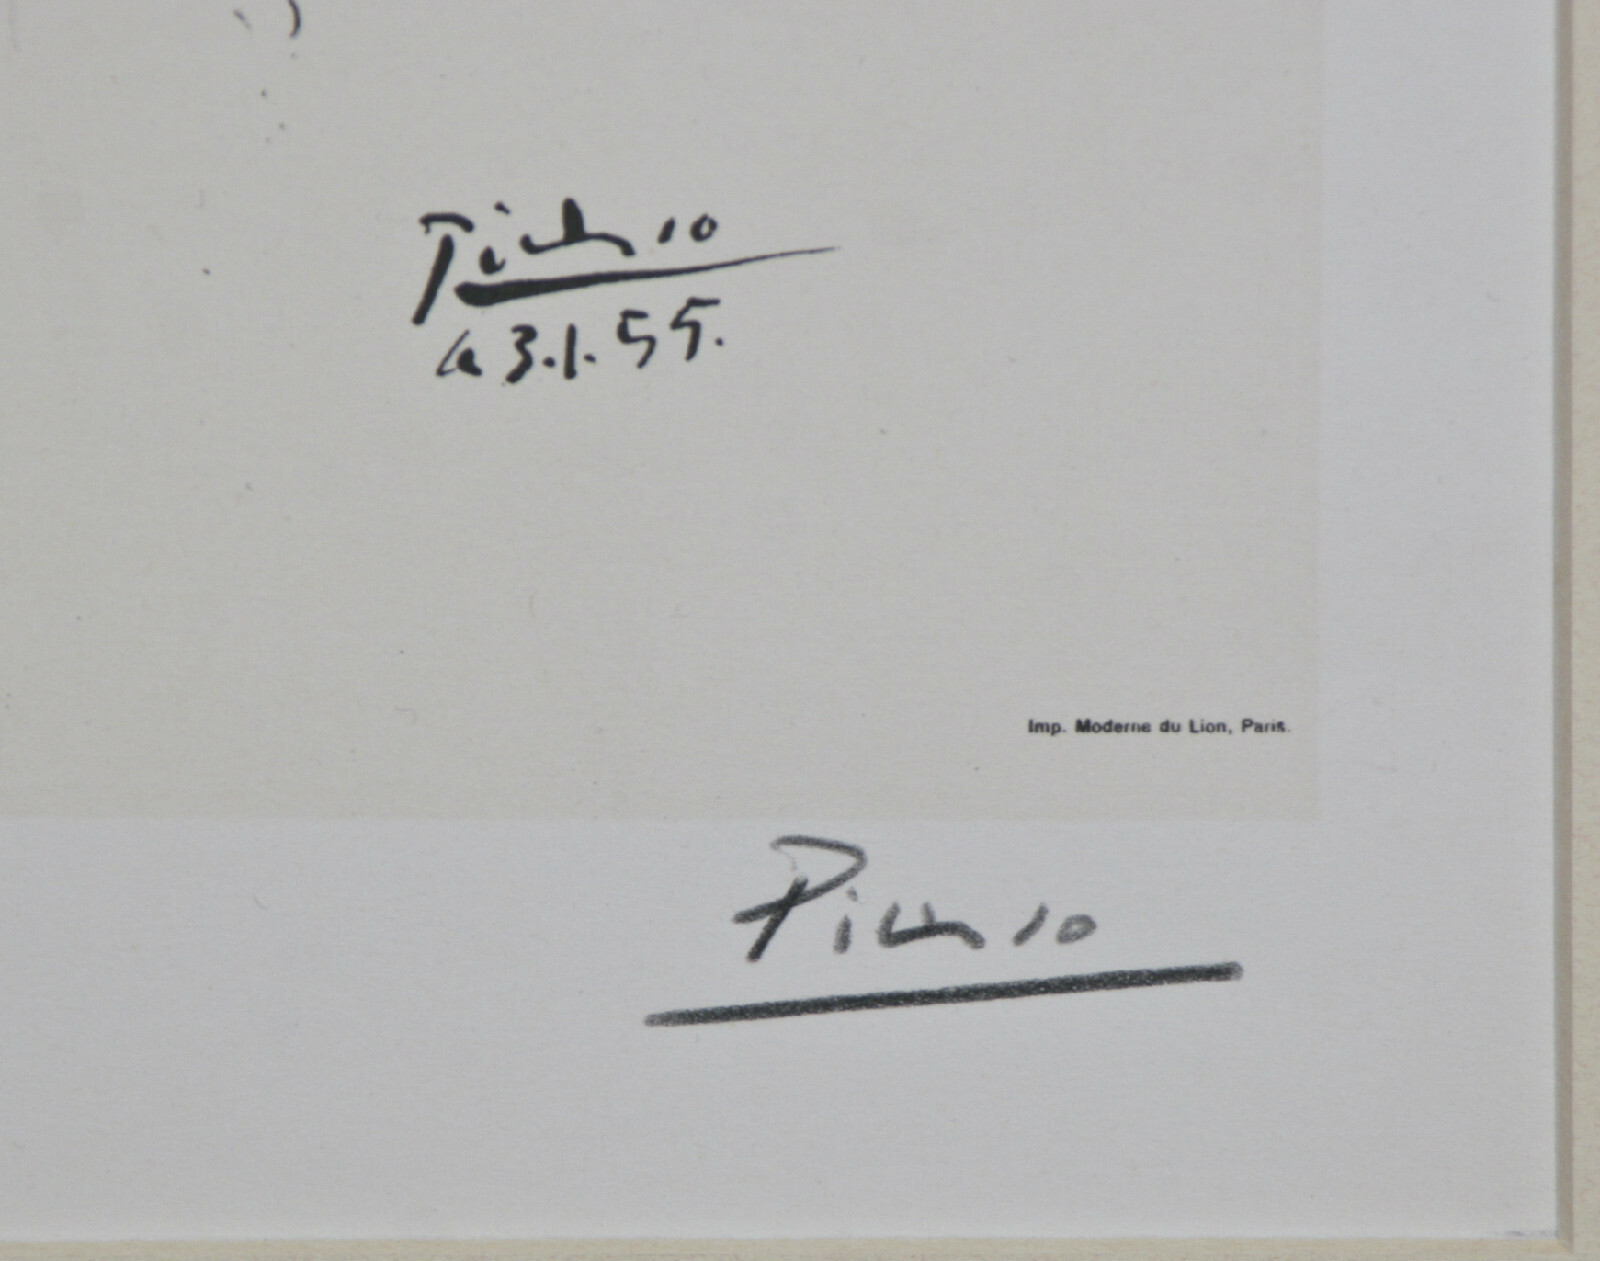 Picasso
le 3.1.55.
Imp. Moderne du Lion, Paris.
Picasso